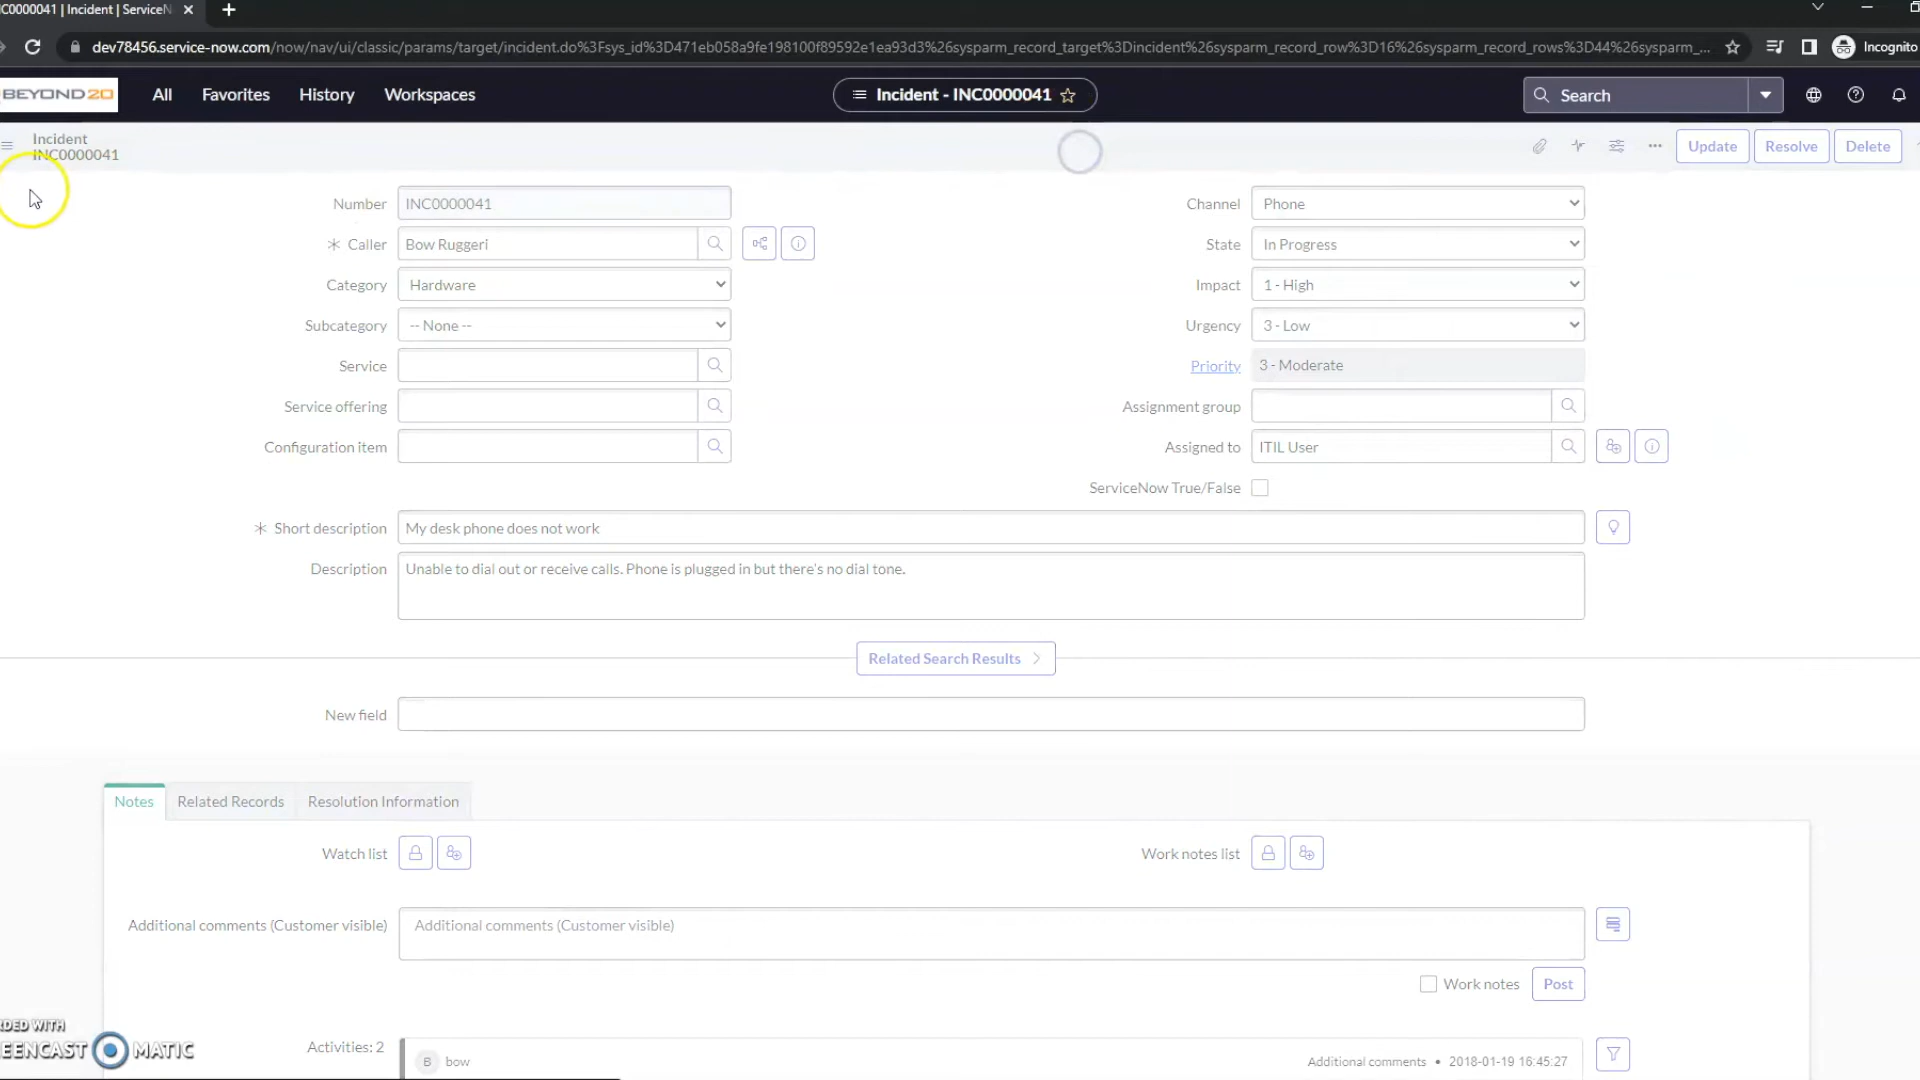 C0000041 | Incident | ServiceN
dev78456.service-now.com/now/nav/ui/classic/params/target/incident.do%3Fsys_id%3D471eb058a9fe198100f89592e1ea93d3%26sysparm_record_target%3Dincident%26sysparm_record_row%3D16%26sysparm_record_rows%3D44%26sysparm_...
Incognito
BEYOND20
All
Favorites
History
Workspaces
Incident - INC0000041
Search
Incident
INC0000041
Update
Resolve
Delete
Number
INC0000041
Channel
Phone
* Caller
Bow Ruggeri
State
In Progress
Category
Hardware
Impact
1 - High
Subcategory
-- None --
Urgency
3 - Low
Service
Priority
3 - Moderate
Service offering
Assignment group
Configuration item
Assigned to
ITIL User
ServiceNow True/False
* Short description
My desk phone does not work
Description
Unable to dial out or receive calls. Phone is plugged in but there's no dial tone.
Related Search Results
New field
Notes
Related Records
Resolution Information
Watch list
Work notes list
Additional comments (Customer visible)
Additional comments (Customer visible)
Work notes
Post
RDED WITH
EENCAST MATIC
Activities: 2
B bow
Additional comments • 2018-01-19 16:45:27